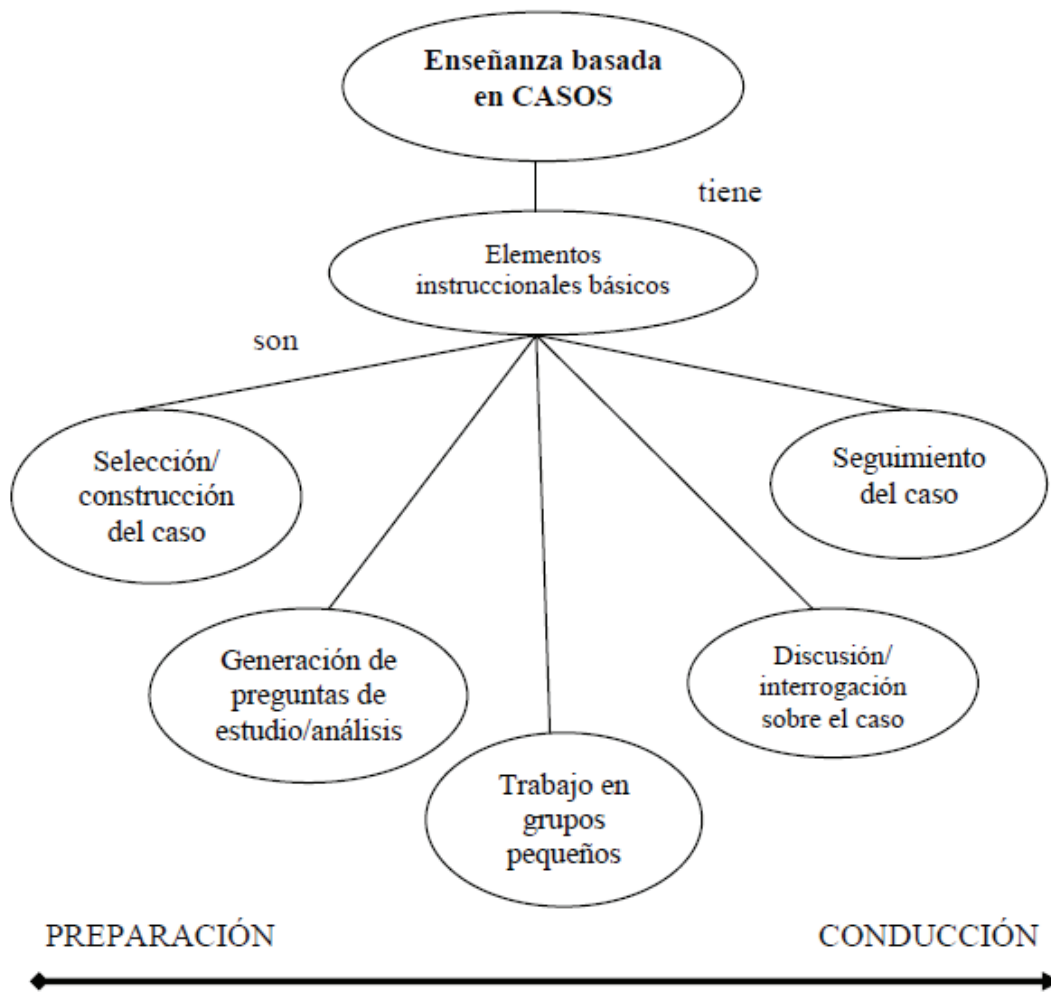 Enseñanza basada
en CASOS
tiene
Elementos
instruccionales básicos
son
Selección/
construcción
del caso
Generación de
preguntas de
estudio/análisis
Trabajo en
grupos
pequeños
Discusión/
interrogación
sobre el caso
Seguimiento
del caso
PREPARACIÓN
CONDUCCIÓN